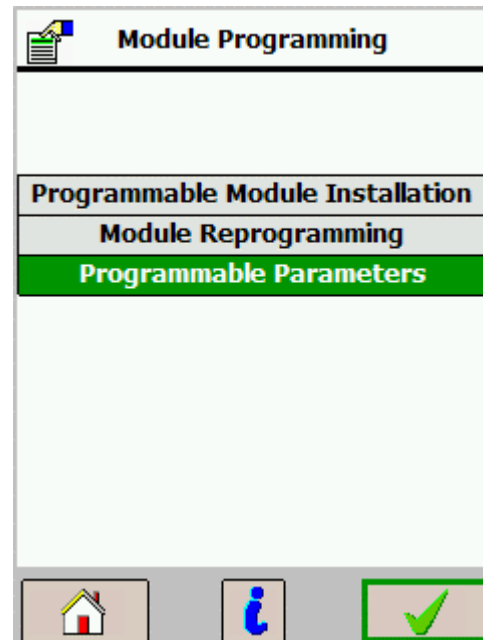 Module Programming
Programmable Module Installation
Module Reprogramming
Programmable Parameters
i